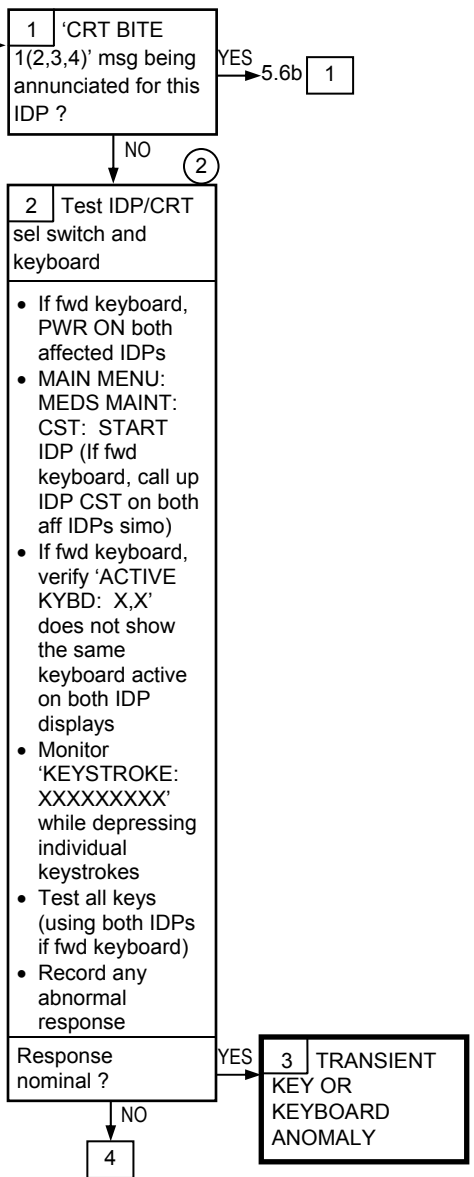 1 ‘CRT BITE
1(2,3,4)’ msg being
annunciated for this
IDP ?
YES
5.6b 1
NO
2
2 Test IDP/CRT
sel switch and
keyboard
• If fwd keyboard,
PWR ON both
affected IDPs
• MAIN MENU:
MEDS MAINT:
CST: START
IDP (If fwd
keyboard, call up
IDP CST on both
aff IDPs simo)
• If fwd keyboard,
verify ‘ACTIVE
KYBD: X,X’
does not show
the same
keyboard active
on both IDP
displays
• Monitor
‘KEYSTROKE:
XXXXXXXXX’
while depressing
individual
keystrokes
• Test all keys
(using both IDPs
if fwd keyboard)
• Record any
abnormal
response
Response
nominal ?
YES
3 TRANSIENT
KEY OR
KEYBOARD
ANOMALY
NO
4